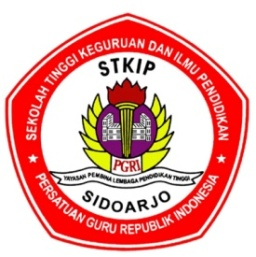 SEKOLAH TINGGI KEGURUAN DAN ILMU PENDIDIKAN
STKIP
PGRI
YAYASAN PEMBINA LEMBAGA PENDIDIKAN TINGGI
SIDOARJO
PERSATUAN GURU REPUBLIK INDONESIA